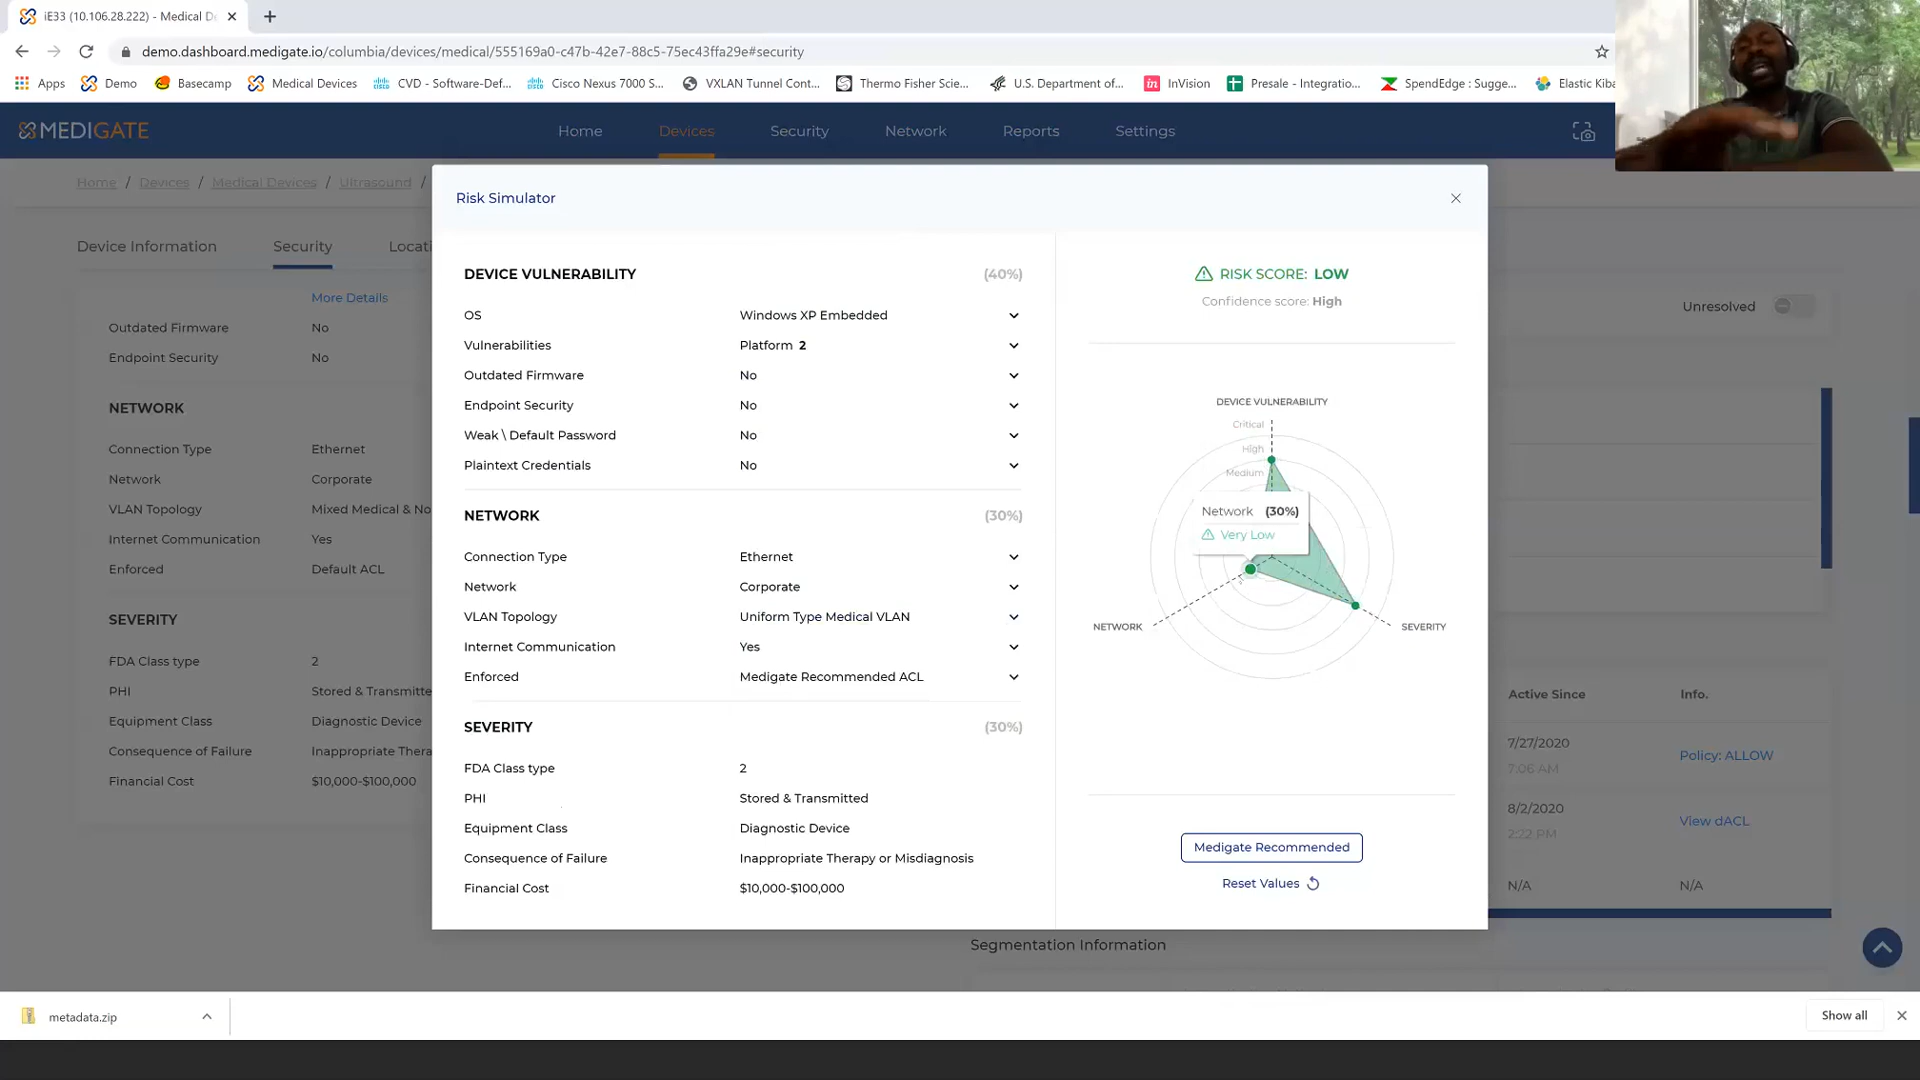 iE33 (10.106.28.222) - Medical De
demo.dashboard.medigate.io/columbia/devices/medical/555169a0-c47b-42e7-88c5-75ec43ffa29e#security
Apps Demo Basecamp Medical Devices CVD - Software-Def... Cisco Nexus 7000 S... VXLAN Tunnel Cont... Thermo Fisher Scie... U.S. Department of... InVision Presale - Integratio... SpendEdge : Sugge... Elastic Kiba
MEDIGATE Home Devices Security Network Reports Settings
Home / Devices / Medical Devices / Ultrasound /
Device Information Security Locati
More Details
Outdated Firmware No
Endpoint Security No
NETWORK
Connection Type Ethernet
Network Corporate
VLAN Topology Mixed Medical & No
Internet Communication Yes
Enforced Default ACL
SEVERITY
FDA Class type 2
PHI Stored & Transmitte
Equipment Class Diagnostic Device
Consequence of Failure Inappropriate Thera
Financial Cost $10,000-$100,000
Risk Simulator
DEVICE VULNERABILITY (40%)
OS Windows XP Embedded
Vulnerabilities Platform 2
Outdated Firmware No
Endpoint Security No
Weak \ Default Password No
Plaintext Credentials No
NETWORK (30%)
Connection Type Ethernet
Network Corporate
VLAN Topology Uniform Type Medical VLAN
Internet Communication Yes
Enforced Medigate Recommended ACL
SEVERITY (30%)
FDA Class type 2
PHI Stored & Transmitted
Equipment Class Diagnostic Device
Consequence of Failure Inappropriate Therapy or Misdiagnosis
Financial Cost $10,000-$100,000
RISK SCORE: LOW
Confidence score: High
DEVICE VULNERABILITY
Critical
High
Medium
Network (30%)
Very Low
NETWORK SEVERITY
Medigate Recommended
Reset Values
Unresolved
Active Since Info.
7/27/2020
7:06 AM
Policy: ALLOW
8/2/2020
2:22 PM
View dACL
N/A N/A
Segmentation Information
metadata.zip
Show all